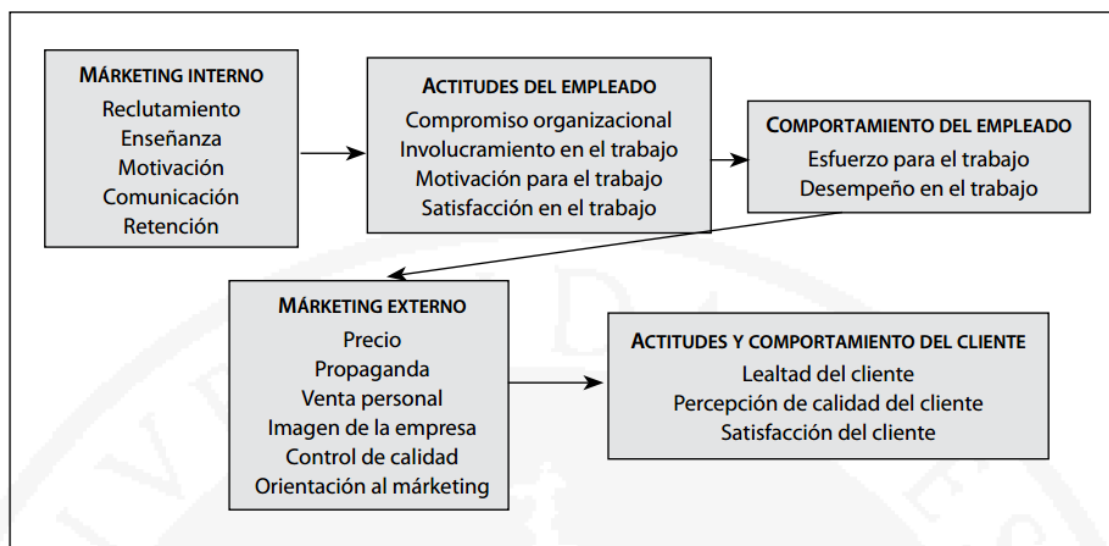 MÁRKETING INTERNO
Reclutamiento
Enseñanza
Motivación
Comunicación
Retención
ACTITUDES DEL EMPLEADO
Compromiso organizacional
Involucramiento en el trabajo
Motivación para el trabajo
Satisfacción en el trabajo
COMPORTAMIENTO DEL EMPLEADO
Esfuerzo para el trabajo
Desempeño en el trabajo
MÁRKETING EXTERNO
Precio
Propaganda
Venta personal
Imagen de la empresa
Control de calidad
Orientación al márketing
ACTITUDES Y COMPORTAMIENTO DEL CLIENTE
Lealtad del cliente
Percepción de calidad del cliente
Satisfacción del cliente